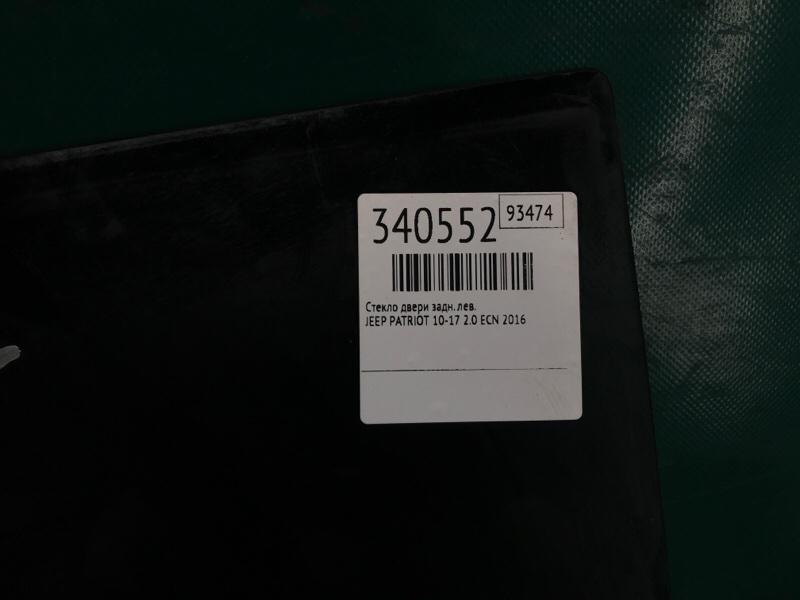 340552 93474
Стекло двери задн.лев.
JEEP PATRIOT 10-17 2.0 ECN 2016